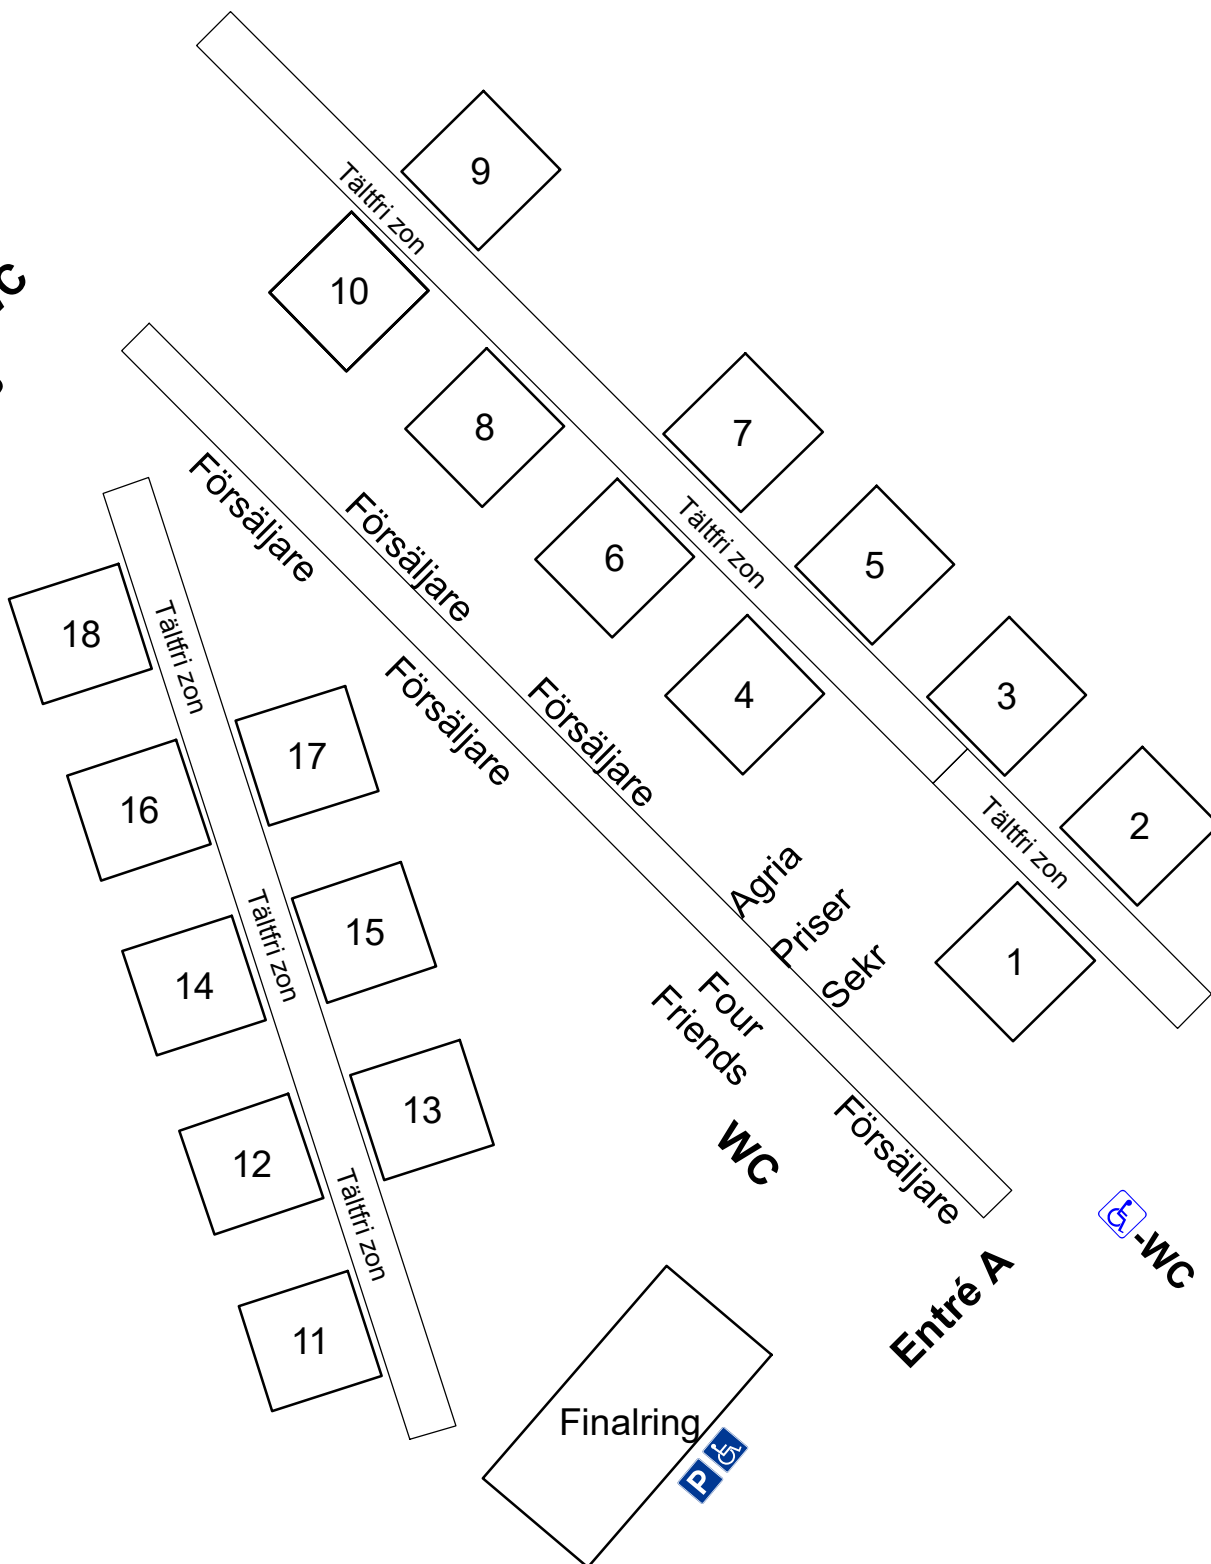 9
Tältfri zon
10
7
8
Försäljare
Försäljare
Tältfri zon
5
6
18
Tältfri zon
3
4
Försäljare
Försäljare
17
16
2
Tältfri zon
Agria
Priser
Sekr
15
14
Tältfri zon
1
Four
Friends
13
12
WC
Försäljare
Tältfri zon
-WC
Entré A
11
Finalring
P